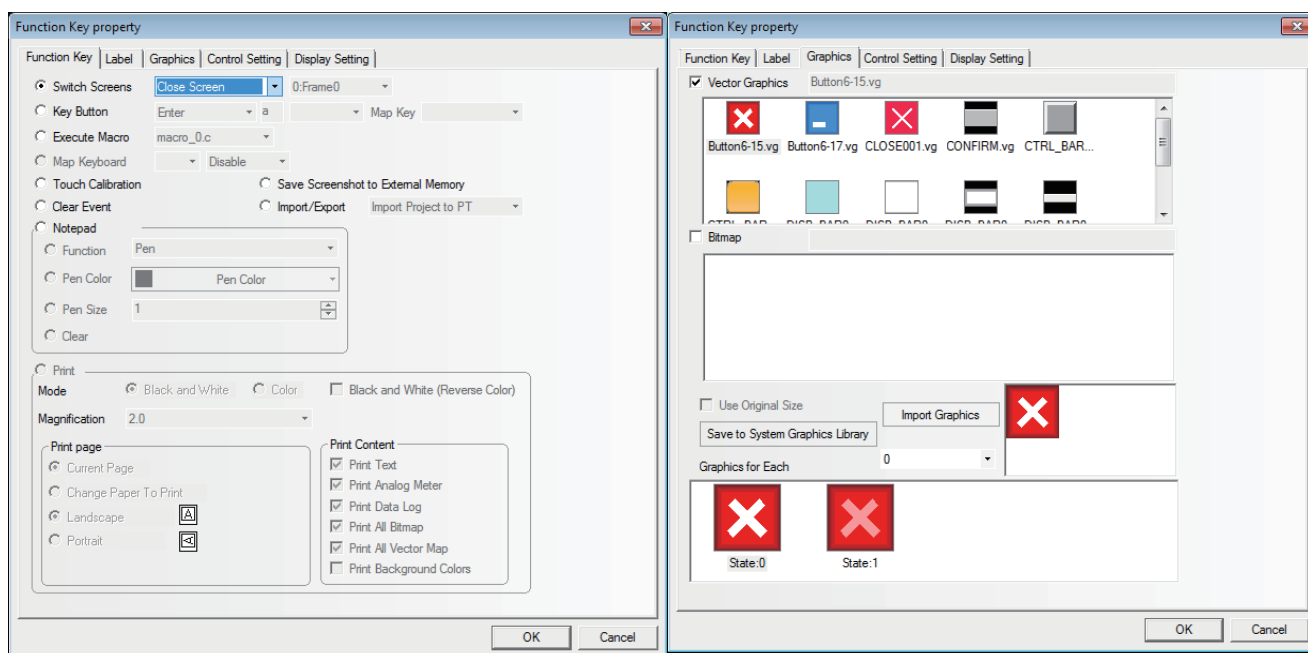 Function Key property
Function Key Label Graphics Control Setting Display Setting
Switch Screens Close Screen 0:Frame0
Key Button Enter a Map Key
Execute Macro macro_0.c
Map Keyboard Disable
Touch Calibration Save Screenshot to External Memory
Clear Event Import/Export Import Project to PT
Notepad
Function Pen
Pen Color Pen Color
Pen Size 1
Clear
Print
Mode Black and White Color Black and White (Reverse Color)
Magnification 2.0
Print page
Current Page
Change Paper To Print
Landscape A
Portrait A
Print Content
Print Text
Print Analog Meter
Print Data Log
Print All Bitmap
Print All Vector Map
Print Background Colors
OK Cancel
Function Key property
Function Key Label Graphics Control Setting Display Setting
Vector Graphics Button6-15.vg
Button6-15.vg Button6-17.vg CLOSE001.vg CONFIRM.vg CTRL_BAR...
Bitmap
Use Original Size
Import Graphics
Save to System Graphics Library
Graphics for Each 0
State:0 State:1
OK Cancel